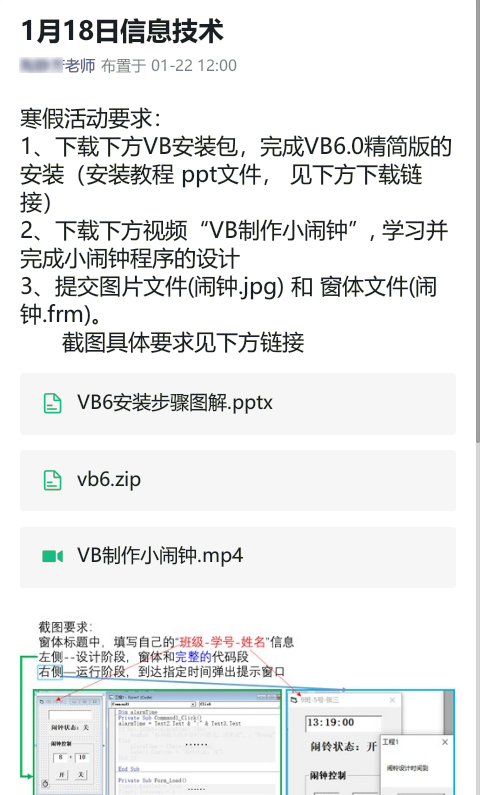 1月18日信息技术
老师 布置于 01-22 12:00
寒假活动要求：
1、下载下方VB安装包，完成VB6.0精简版的
安装（安装教程 ppt文件， 见下方下载链
接）
2、下载下方视频“VB制作小闹钟”, 学习并
完成小闹钟程序的设计
3、提交图片文件(闹钟.jpg) 和 窗体文件(闹
钟.frm)。
截图具体要求见下方链接
VB6安装步骤图解.pptx
vb6.zip
VB制作小闹钟.mp4
截图要求：
窗体标题中，填写自己的“班级-学号-姓名”信息
左侧--设计阶段，窗体和完整的代码段
右侧—运行阶段，到达指定时间弹出提示窗口
Dim alarmTime
Private Sub Command1_Click()
alarmTime = Text2.Text & ":" & Text3.Text
......
End Sub
Private Sub Form_Load()
......
闹铃状态：关
闹铃控制
8 : 10
开 关
13:19:00
闹铃状态：开
闹铃控制
工程1
闹铃设计时间到